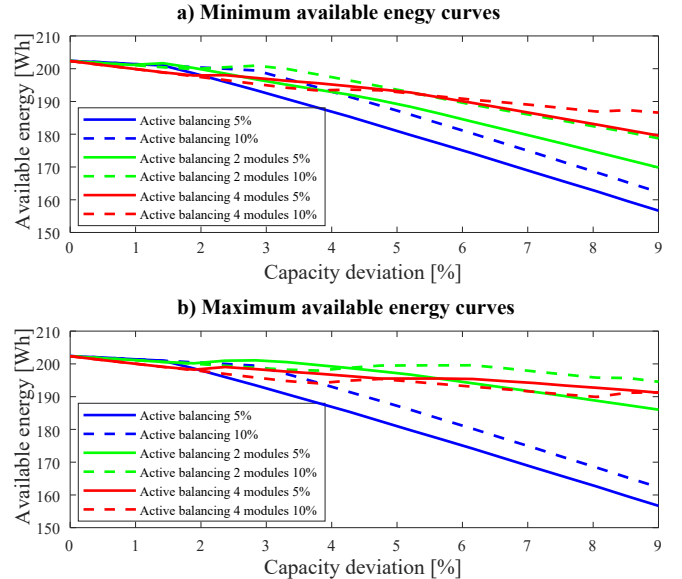 a) Minimum available enegy curves
Available energy [Wh]
210
200
190
180
170
160
150
Active balancing 5%
Active balancing 10%
Active balancing 2 modules 5%
Active balancing 2 modules 10%
Active balancing 4 modules 5%
Active balancing 4 modules 10%
0 1 2 3 4 5 6 7 8 9
Capacity deviation [%]
b) Maximum available energy curves
Available energy [Wh]
210
200
190
180
170
160
150
Active balancing 5%
Active balancing 10%
Active balancing 2 modules 5%
Active balancing 2 modules 10%
Active balancing 4 modules 5%
Active balancing 4 modules 10%
0 1 2 3 4 5 6 7 8 9
Capacity deviation [%]